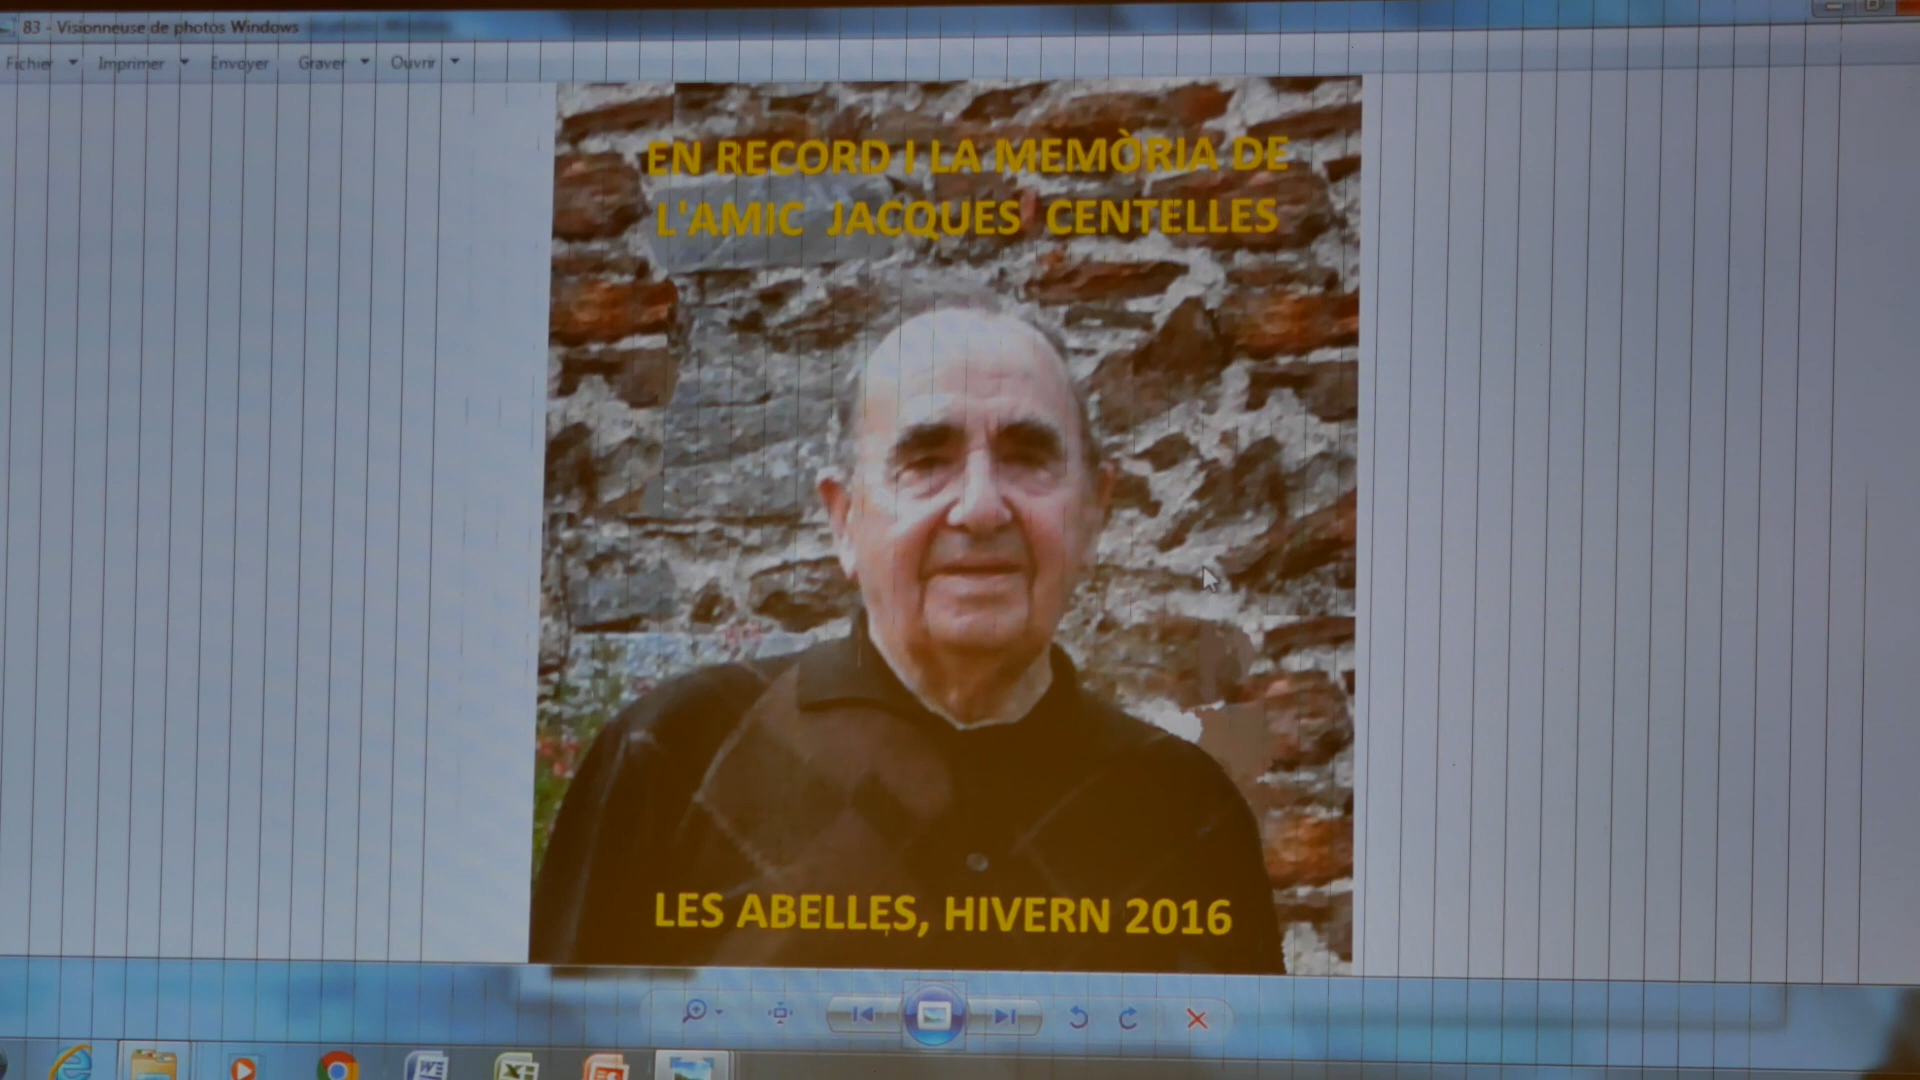 83 - Visionneuse de photos Windows
Fichier Imprimer Envoyer Graver Ouvrir
EN RECORD I LA MEMÒRIA DE
L'AMIC JACQUES CENTELLES
LES ABELLES, HIVERN 2016